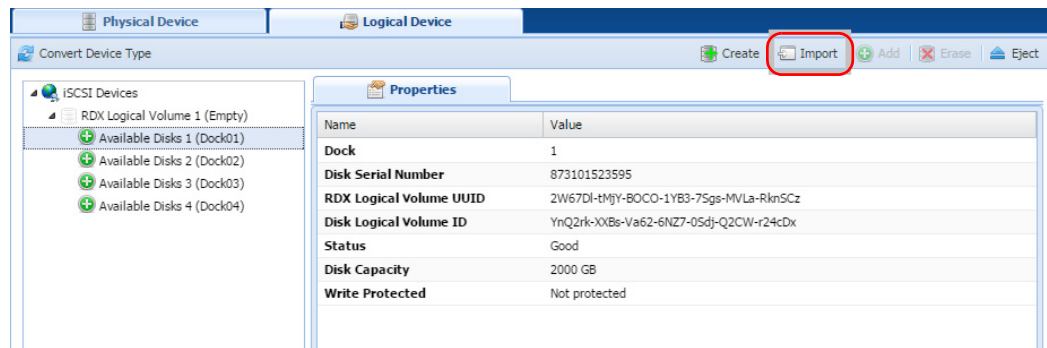 Physical Device
Logical Device
Convert Device Type
Create
Import
Add
Erase
Eject
iSCSI Devices
RDX Logical Volume 1 (Empty)
Available Disks 1 (Dock01)
Available Disks 2 (Dock02)
Available Disks 3 (Dock03)
Available Disks 4 (Dock04)
Properties
Name Value
Dock 1
Disk Serial Number 873101523595
RDX Logical Volume UUID 2W67Dl-tMjY-BOCO-1YB3-7Sgs-MVLa-RknSCz
Disk Logical Volume ID YnQ2rk-XXBs-Va62-6NZ7-0Sdj-Q2CW-r24cDx
Status Good
Disk Capacity 2000 GB
Write Protected Not protected